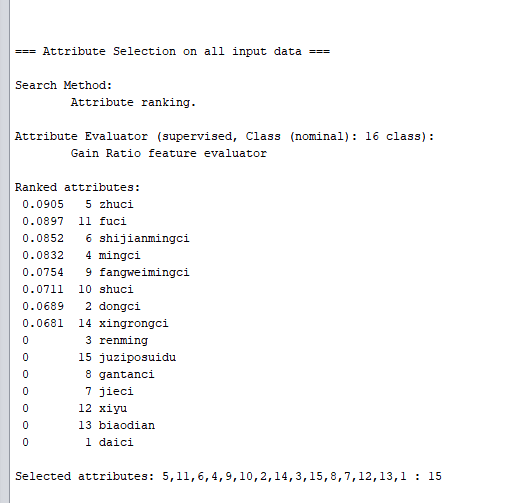 === Attribute Selection on all input data ===
Search Method:
Attribute ranking.
Attribute Evaluator (supervised, Class (nominal): 16 class):
Gain Ratio feature evaluator
Ranked attributes:
0.0905 5 zhuci
0.0897 11 fuci
0.0852 6 shijianmingci
0.0832 4 mingci
0.0754 9 fangweimingci
0.0711 10 shuci
0.0689 2 dongci
0.0681 14 xingrongci
0 3 renming
0 15 juziposuidu
0 8 gantanci
0 7 jieci
0 12 xiyu
0 13 biaodian
0 1 daici
Selected attributes: 5,11,6,4,9,10,2,14,3,15,8,7,12,13,1 : 15